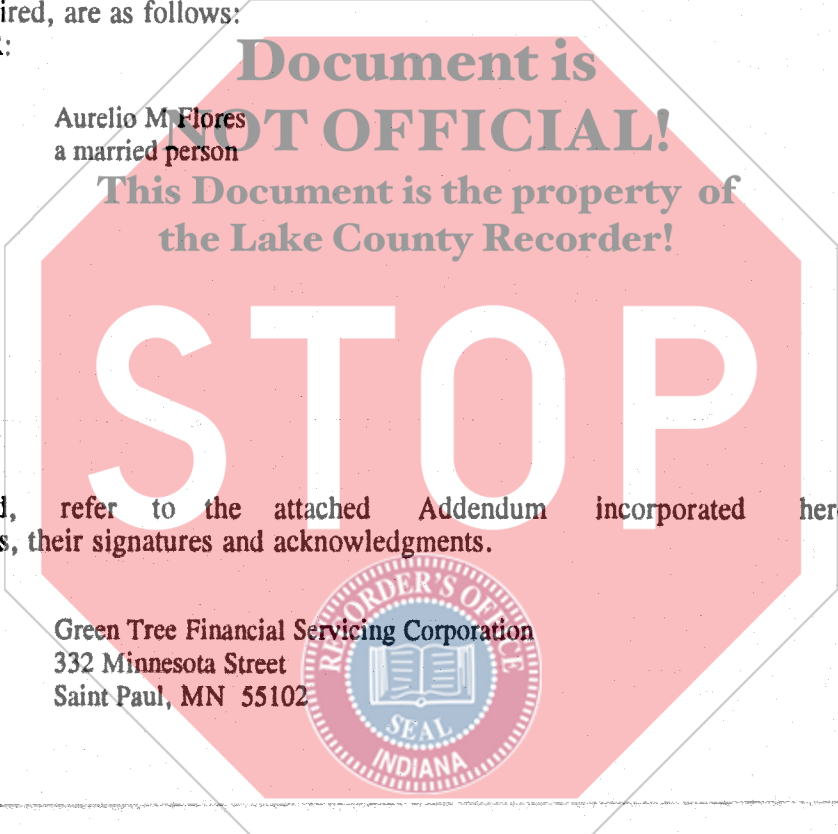 ired, are as follows:
:
Document is
Aurelio M Flores
NOT OFFICIAL!
a married person
This Document is the property of
the Lake County Recorder!
STOP
, refer to the attached Addendum incorporated her
s, their signatures and acknowledgments.
RECORDER'S OFFICE
Green Tree Financial Servicing Corporation
332 Minnesota Street
Saint Paul, MN 55102
SEAL
INDIANA